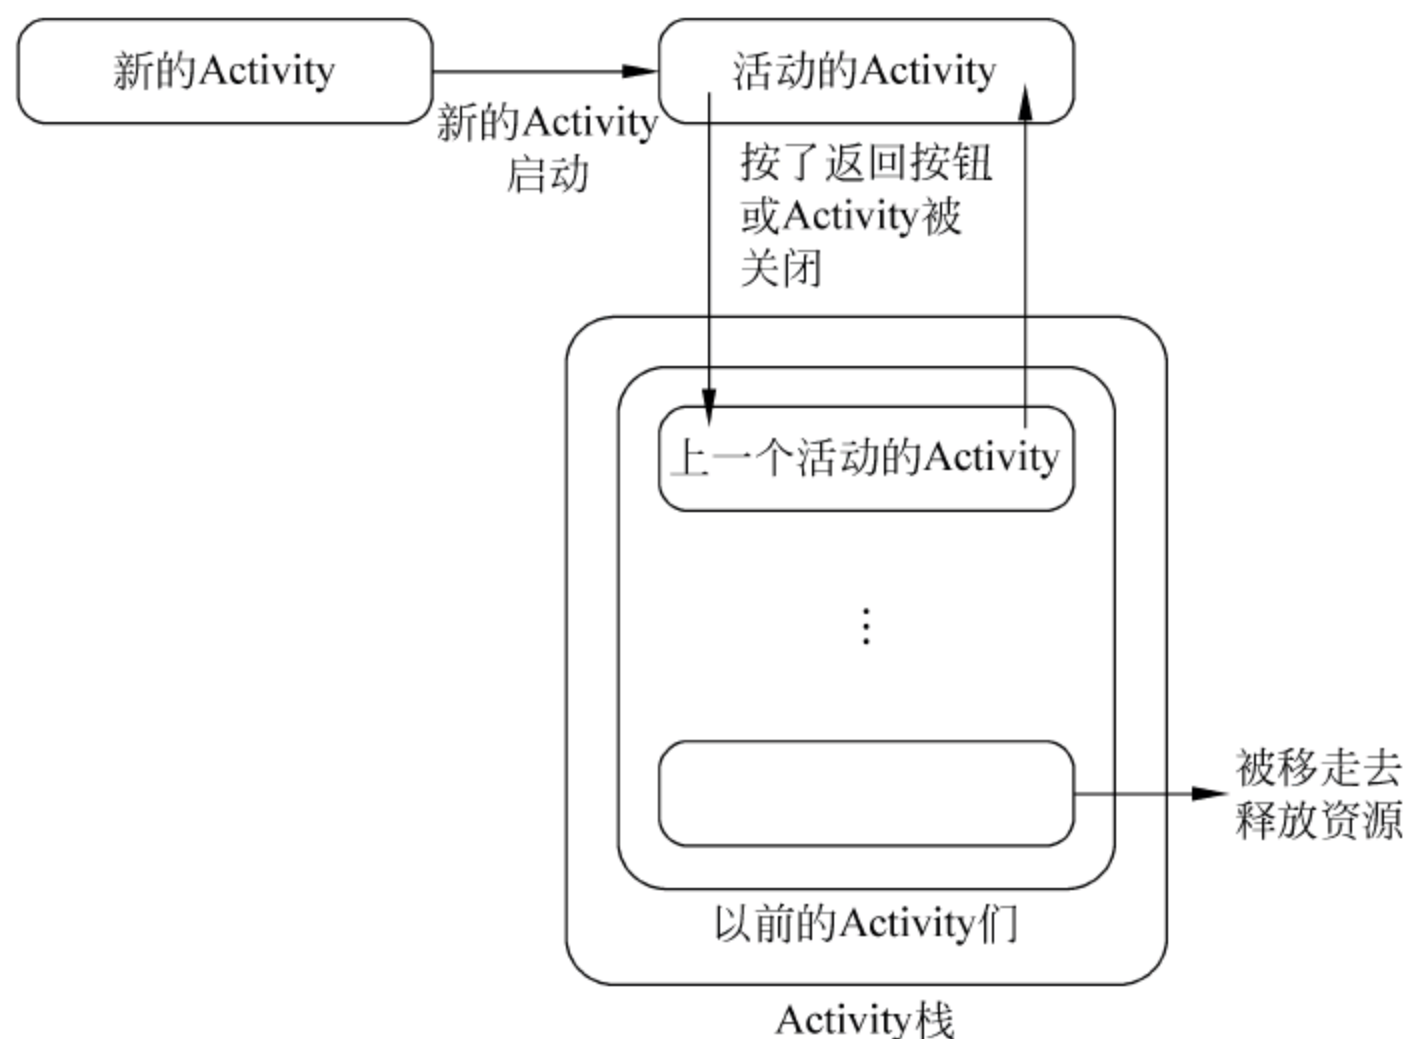 新的Activity
活动的Activity
新的Activity
启动
按了返回按钮
或Activity被
关闭
上一个活动的Activity
被移走去
释放资源
以前的Activity们
Activity栈